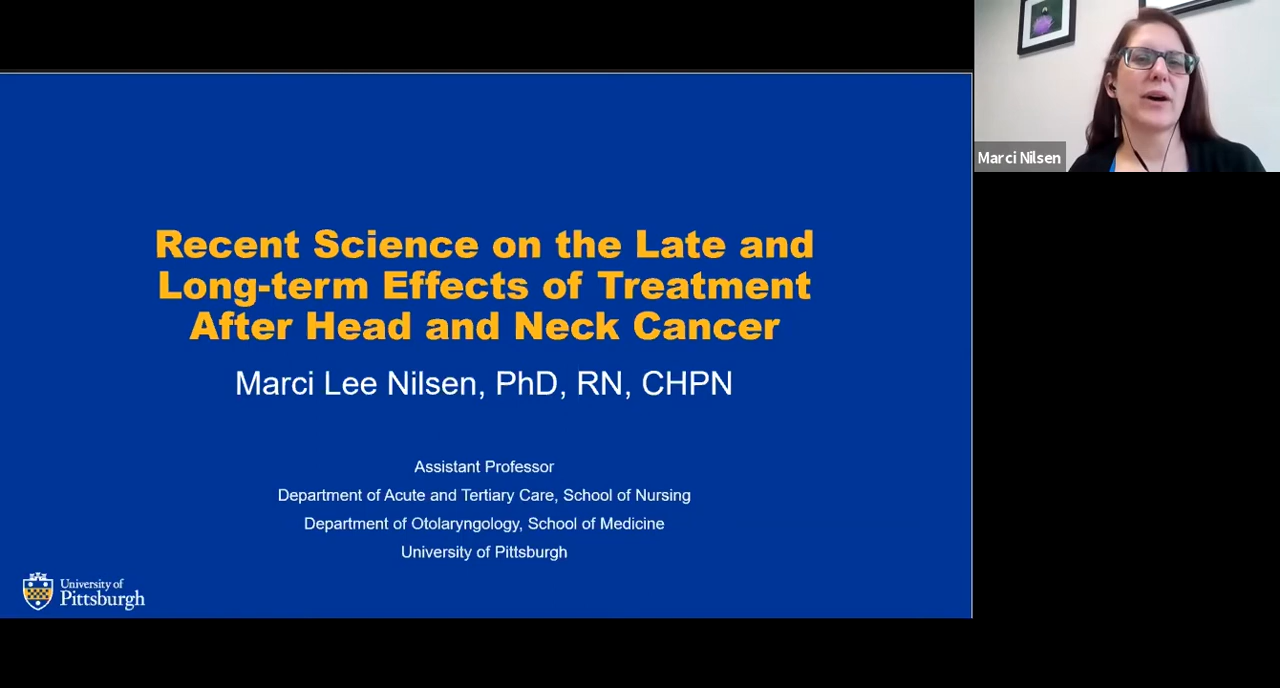 Recent Science on the Late and
Long-term Effects of Treatment
After Head and Neck Cancer
Marci Lee Nilsen, PhD, RN, CHPN
Assistant Professor
Department of Acute and Tertiary Care, School of Nursing
Department of Otolaryngology, School of Medicine
University of Pittsburgh
University of
Pittsburgh
Marci Nilsen